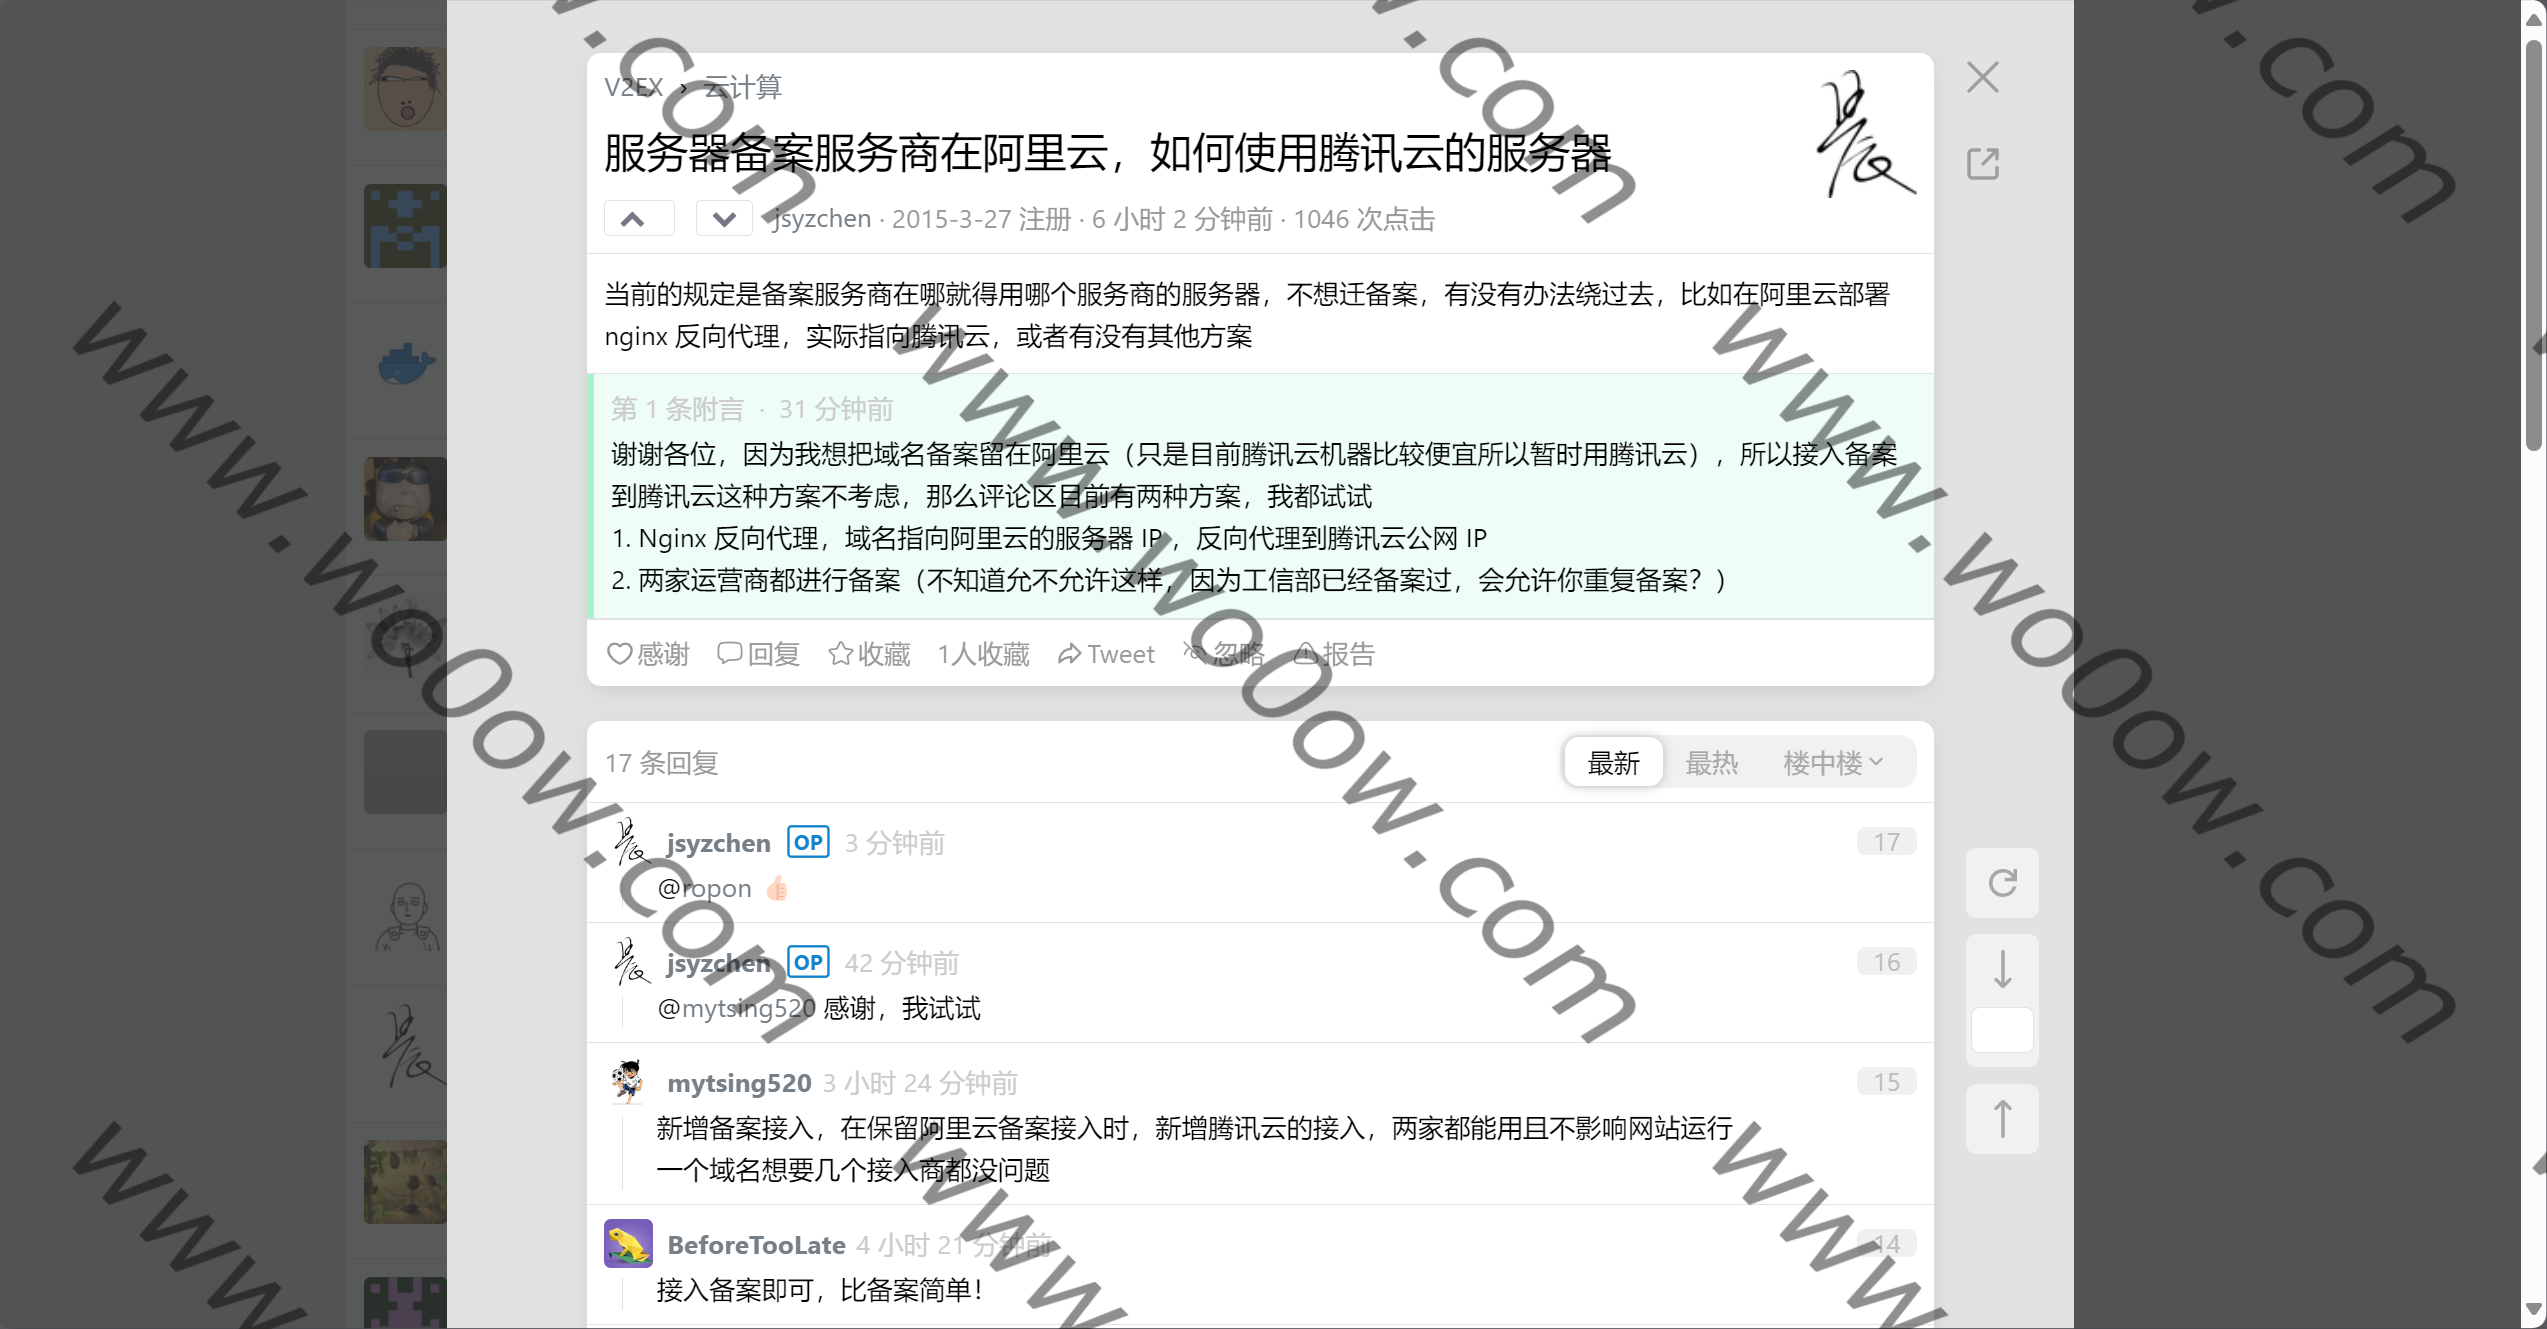 V2EX › 云计算
服务器备案服务商在阿里云，如何使用腾讯云的服务器
jsyzchen · 2015-3-27 注册 · 6 小时 2 分钟前 · 1046 次点击
当前的规定是备案服务商在哪就得用哪个服务商的服务器，不想迁备案，有没有办法绕过去，比如在阿里云部署
nginx 反向代理，实际指向腾讯云，或者有没有其他方案
第 1 条附言 · 31 分钟前
谢谢各位，因为我想把域名备案留在阿里云（只是目前腾讯云机器比较便宜所以暂时用腾讯云），所以接入备案
到腾讯云这种方案不考虑，那么评论区目前有两种方案，我都试试
1. Nginx 反向代理，域名指向阿里云的服务器 IP ，反向代理到腾讯云公网 IP
2. 两家运营商都进行备案（不知道允不允许这样，因为工信部已经备案过，会允许你重复备案？）
感谢 回复 收藏 1人收藏 Tweet 忽略 报告
17 条回复 最新 最热 楼中楼
jsyzchen OP 3 分钟前 17
@ropon
jsyzchen OP 42 分钟前 16
@mytsing520 感谢，我试试
mytsing520 3 小时 24 分钟前 15
新增备案接入，在保留阿里云备案接入时，新增腾讯云的接入，两家都能用且不影响网站运行
一个域名想要几个接入商都没问题
BeforeTooLate 4 小时 21 分钟前 14
接入备案即可，比备案简单！
www.wo0ow.com
www.wo0ow.com
www.wo0ow.com